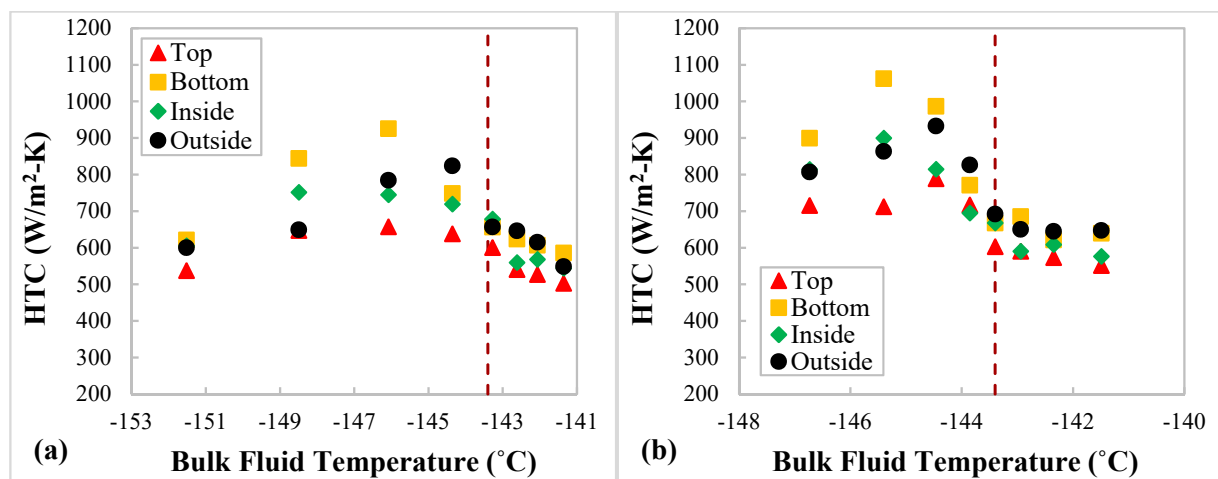 1200
1100
1000
900
800
700
600
500
400
300
200
HTC (W/m²-K)
Top
Bottom
Inside
Outside
-153 -151 -149 -147 -145 -143 -141
(a) Bulk Fluid Temperature (˚C)
1200
1100
1000
900
800
700
600
500
400
300
200
HTC (W/m²-K)
Top
Bottom
Inside
Outside
-148 -146 -144 -142 -140
(b) Bulk Fluid Temperature (˚C)